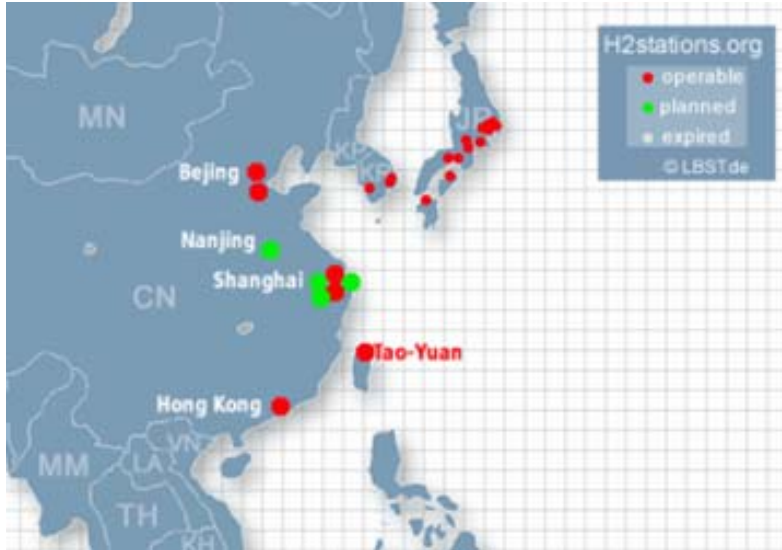 H2stations.org
operable
planned
expired
© LBST.de
MN
JP
KP
KR
Bejing
Nanjing
Shanghai
CN
Tao-Yuan
Hong Kong
VN
LA
MM
TH
KH